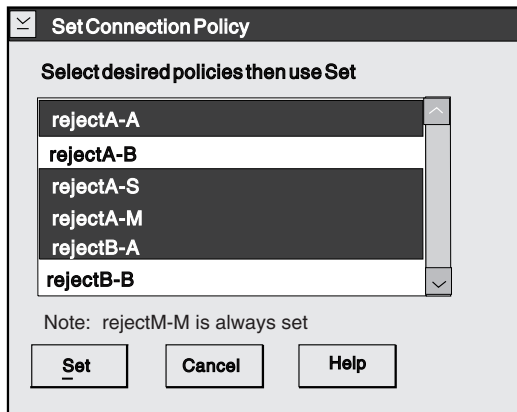 Set Connection Policy
Select desired policies then use Set
rejectA-A
rejectA-B
rejectA-S
rejectA-M
rejectB-A
rejectB-B
Note: rejectM-M is always set
Set Cancel Help